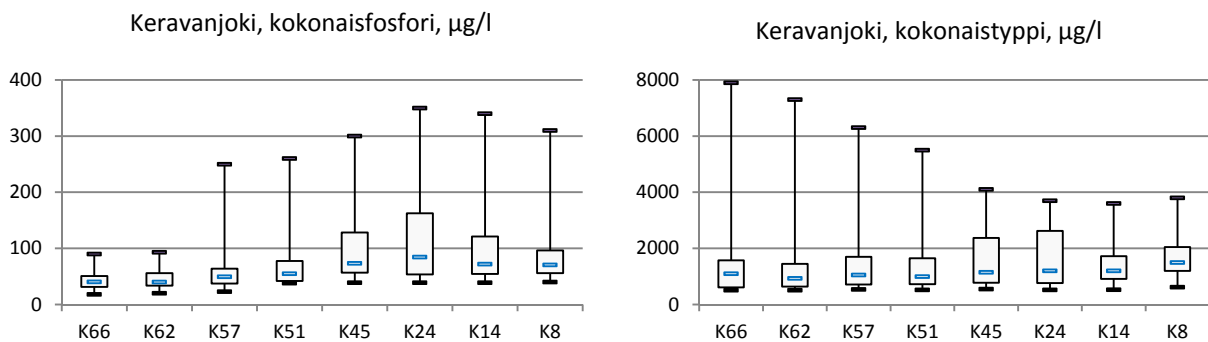 Keravanjoki, kokonaisfosfori, µg/l
400
300
200
100
0
K66 K62 K57 K51 K45 K24 K14 K8
Keravanjoki, kokonaistyppi, µg/l
8000
6000
4000
2000
0
K66 K62 K57 K51 K45 K24 K14 K8